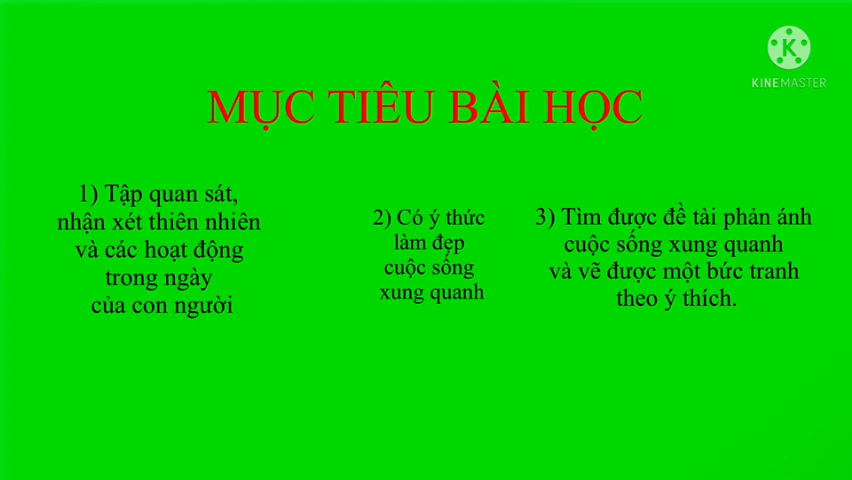 KINEMASTER
MỤC TIÊU BÀI HỌC
1) Tập quan sát,
nhận xét thiên nhiên
và các hoạt động
trong ngày
của con người
2) Có ý thức
làm đẹp
cuộc sống
xung quanh
3) Tìm được đề tài phản ánh
cuộc sống xung quanh
và vẽ được một bức tranh
theo ý thích.